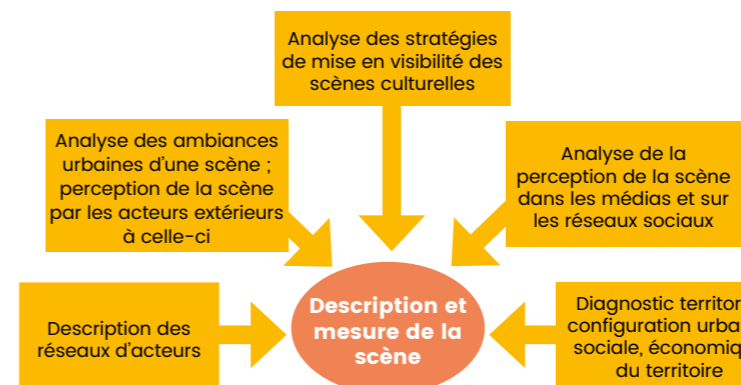 Analyse des stratégies
de mise en visibilité des
scènes culturelles
Analyse des ambiances
urbaines d'une scène ;
perception de la scène
par les acteurs extérieurs
à celle-ci
Analyse de la
perception de la scène
dans les médias et sur
les réseaux sociaux
Description des
réseaux d'acteurs
Description et
mesure de la
scène
Diagnostic
configuration
sociale,
du territoire